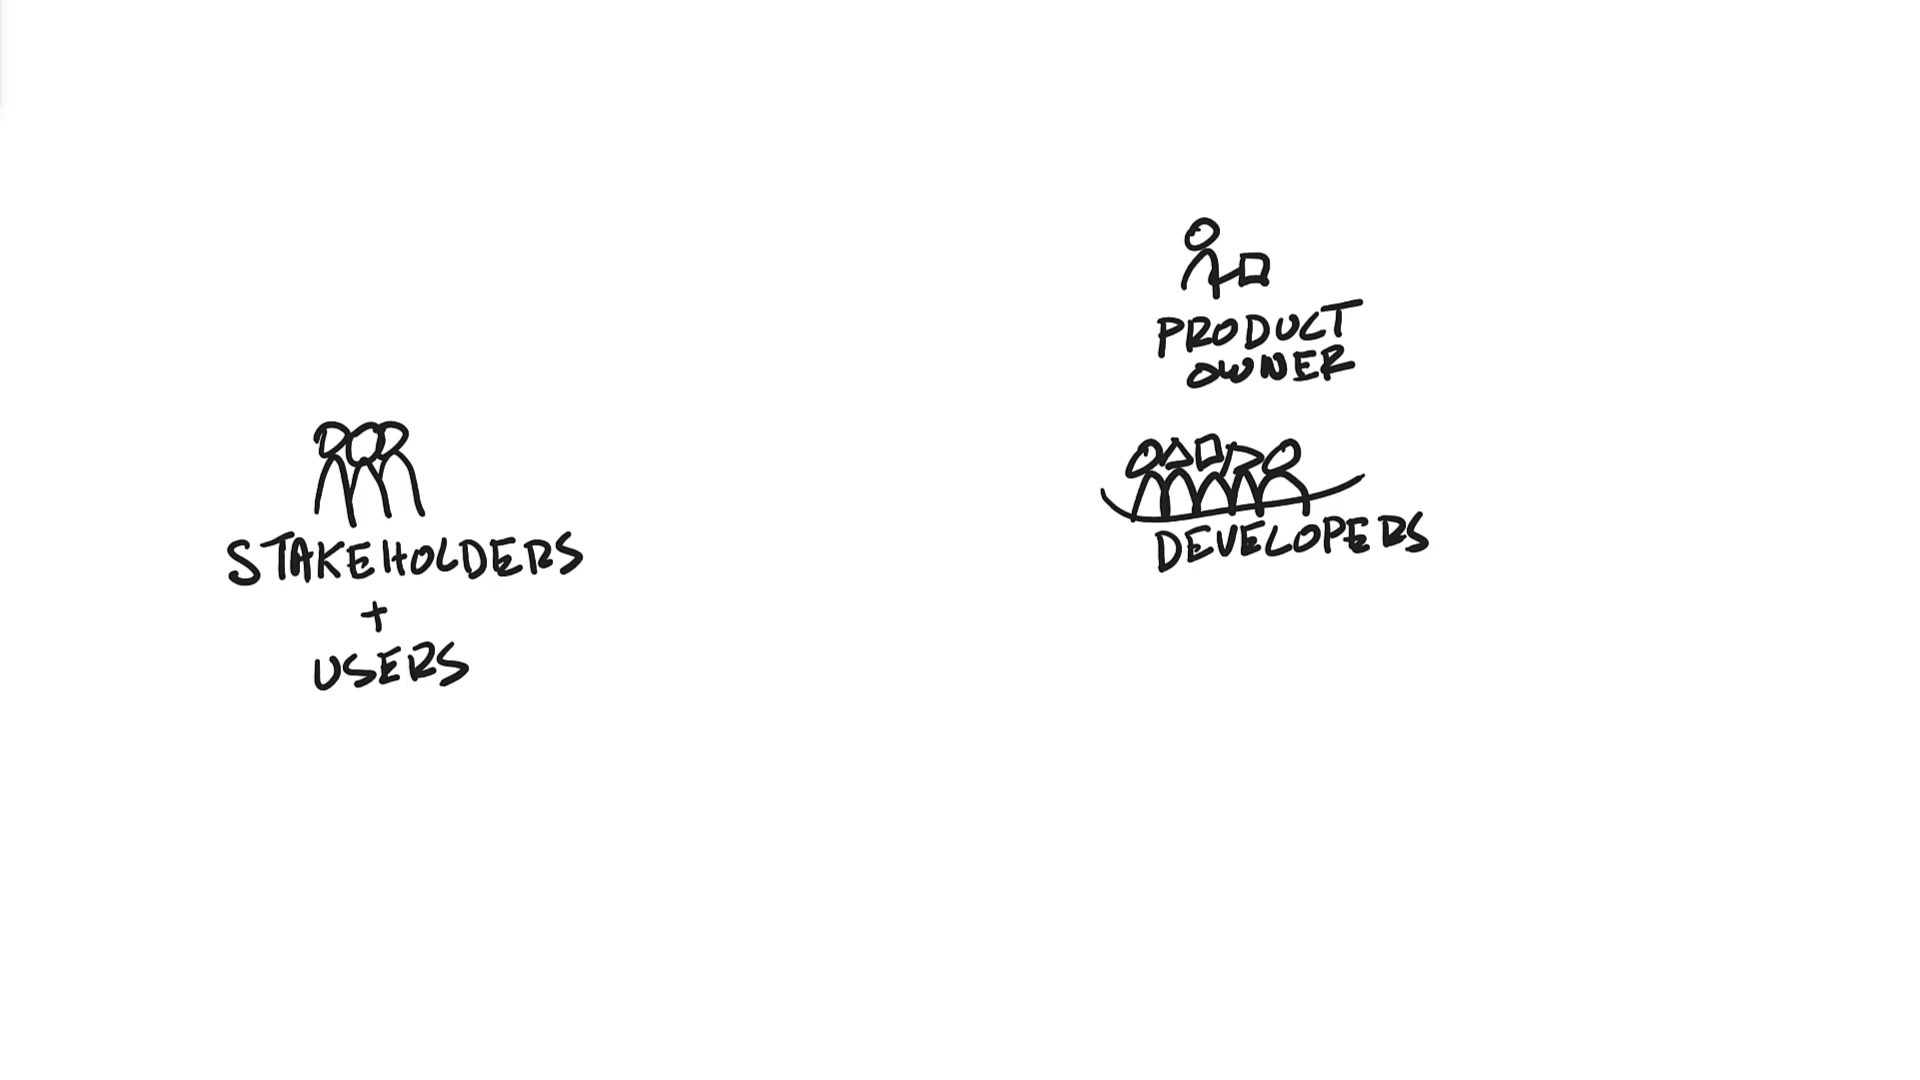 PRODUCT
OWNER
DEVELOPERS
STAKEHOLDERS
+
USERS